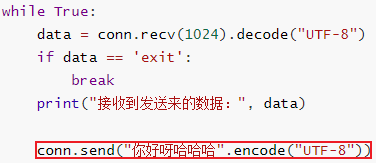 while True:
    data = conn.recv(1024).decode("UTF-8")
    if data == 'exit':
        break
    print("接收到发送来的数据：", data)
    conn.send("你好呀哈哈哈".encode("UTF-8"))